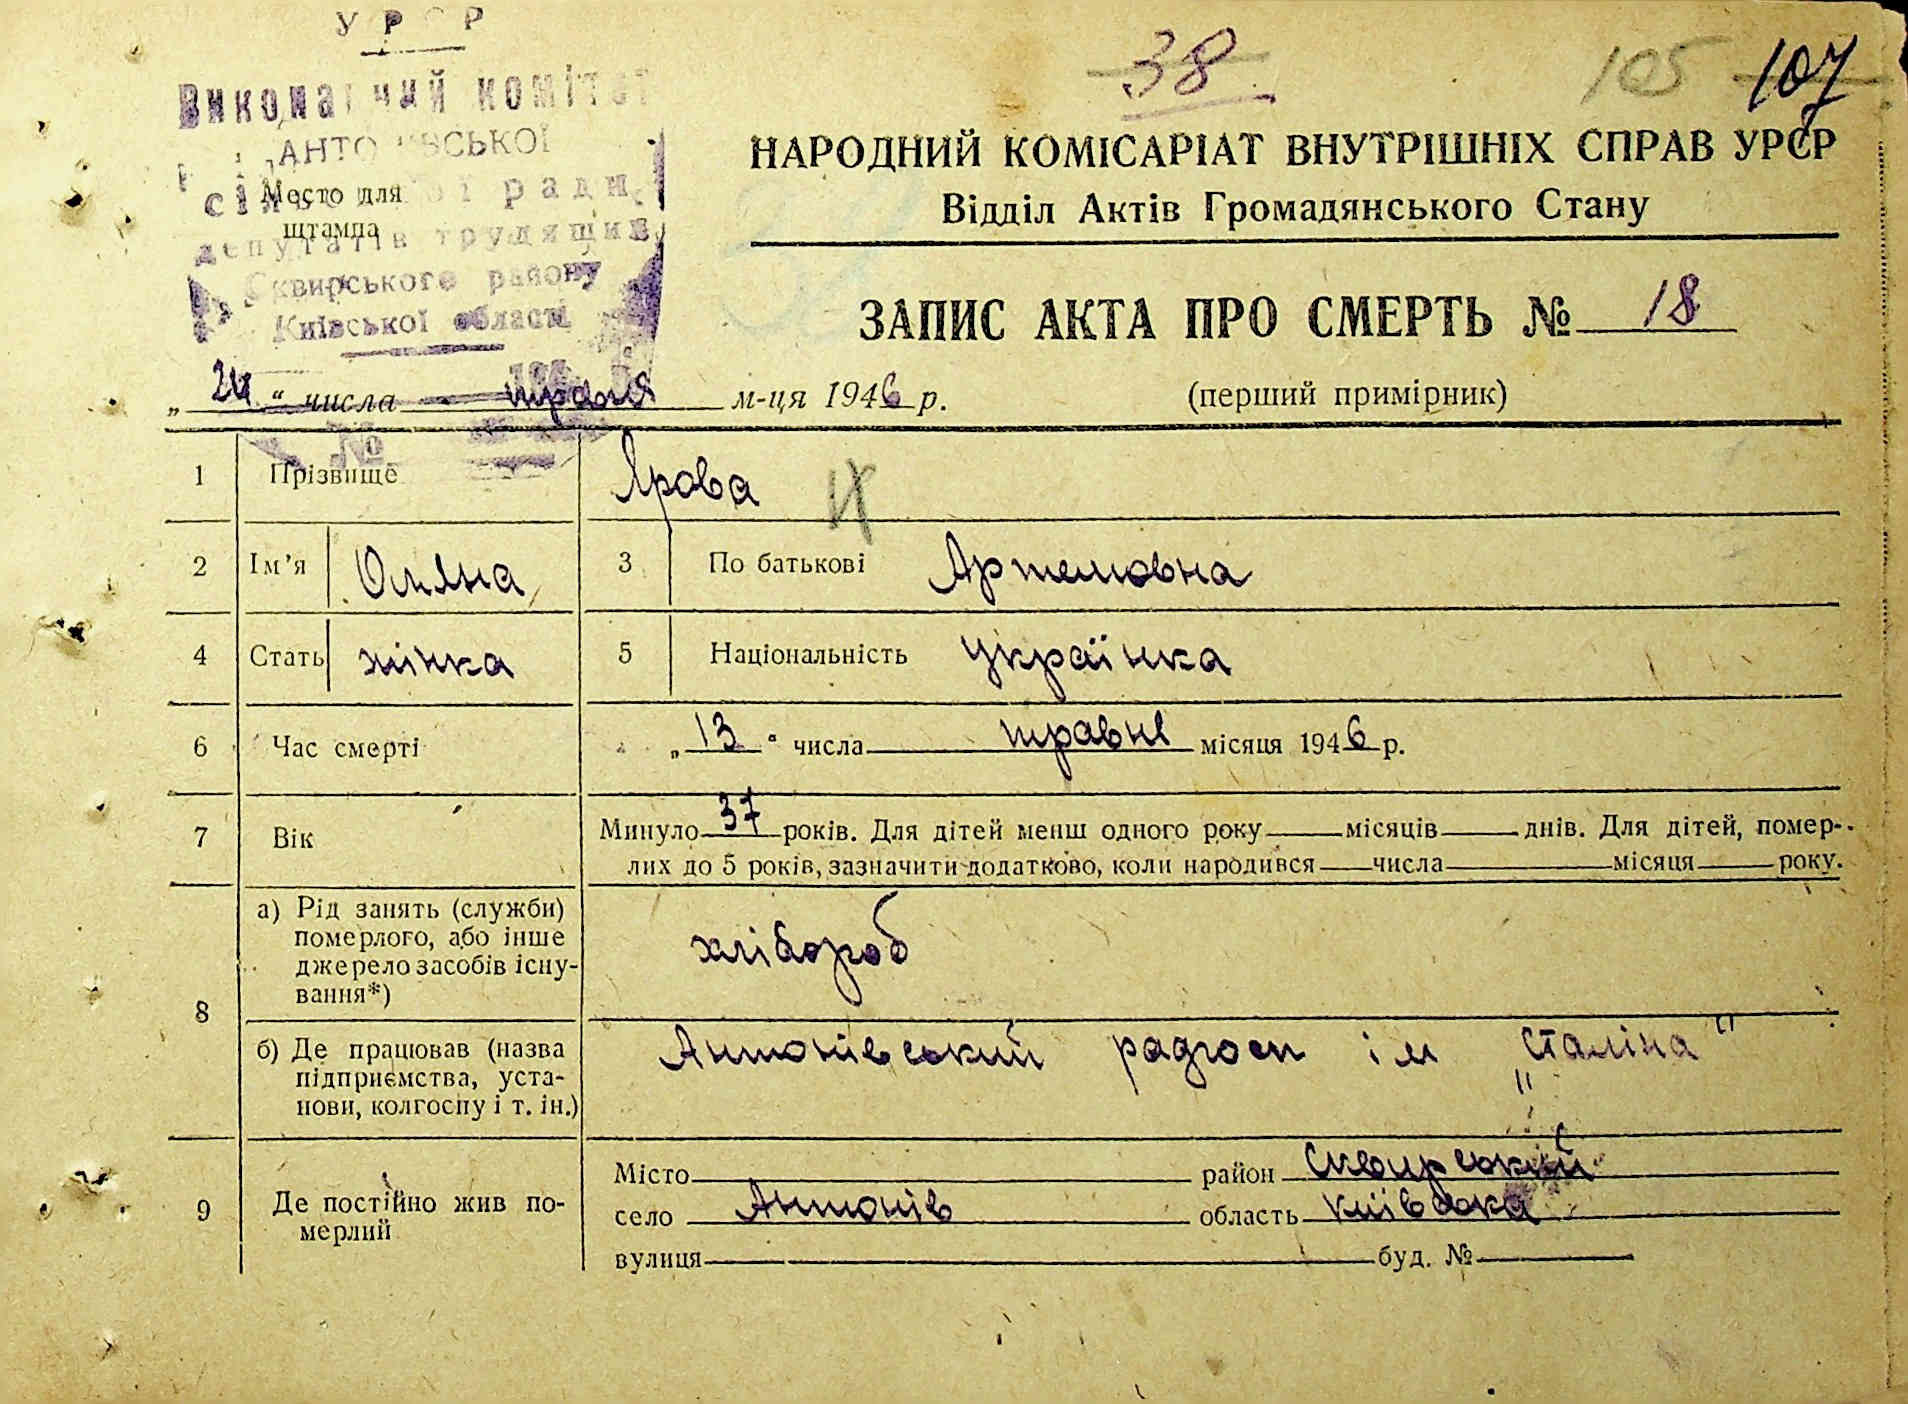 У Р С Р
38
105 107
Виконавчий комітет
АНТОНІВСЬКОЇ
сільської ради
Место для
штампа
депутатів трудящих
Сквирського району
Київської області
НАРОДНИЙ КОМІСАРІАТ ВНУТРІШНІХ СПРАВ УРСР
Відділ Актів Громадянського Стану
ЗАПИС АКТА ПРО СМЕРТЬ № 18
(перший примірник)
„ 24 “ числа травня м-ця 1946 р.
№
1 Прізвище Ярова
2 Ім’я Оляна 3 По батькові Артемовна
4 Стать жінка 5 Національність українка
6 Час смерті „ 13 “ числа травня місяця 1946 р.
7 Вік Минуло 37 років. Для дітей менш одного року місяців днів. Для дітей, помер-
лих до 5 років, зазначити додатково, коли народився числа місяця року.
8 а) Рід занять (служби)
померлого, або інше
джерело засобів існу-
вання*)
хлібороб
б) Де працював (назва
підприємства, уста-
нови, колгоспу і т. ін.)
Антонівський радгосп ім „Сталіна“
9 Де постійно жив по-
мерлий
Місто район Сквирський
село Антонів область київська
вулиця буд. №